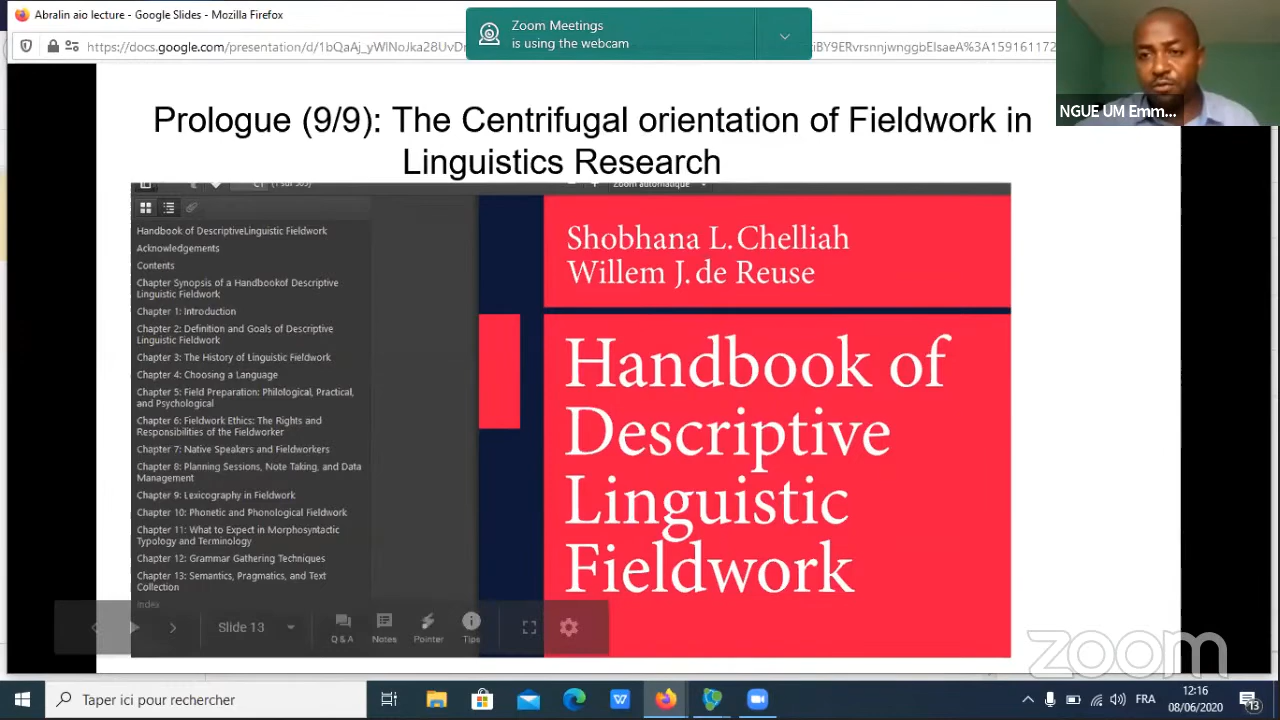 Abralin aio lecture - Google Slides - Mozilla Firefox
Zoom Meetings
is using the webcam
NGUE UM Emm...
Prologue (9/9): The Centrifugal orientation of Fieldwork in
Linguistics Research
Zoom automatique
Handbook of DescriptiveLinguistic Fieldwork
Acknowledgements
Contents
Chapter Synopsis of a Handbookof Descriptive
Linguistic Fieldwork
Chapter 1: Introduction
Chapter 2: Definition and Goals of Descriptive
Linguistic Fieldwork
Chapter 3: The History of Linguistic Fieldwork
Chapter 4: Choosing a Language
Chapter 5: Field Preparation: Philological, Practical,
and Psychological
Chapter 6: Fieldwork Ethics: The Rights and
Responsibilities of the Fieldworker
Chapter 7: Native Speakers and Fieldworkers
Chapter 8: Planning Sessions, Note Taking, and Data
Management
Chapter 9: Lexicography in Fieldwork
Chapter 10: Phonetic and Phonological Fieldwork
Chapter 11: What to Expect in Morphosyntactic
Typology and Terminology
Chapter 12: Grammar Gathering Techniques
Chapter 13: Semantics, Pragmatics, and Text
Collection
Index
Shobhana L. Chelliah
Willem J. de Reuse
Handbook of
Descriptive
Linguistic
Fieldwork
Slide 13
Q & A
Notes
Pointer
Tips
zoom
Taper ici pour rechercher
FRA
12:16
08/06/2020
13